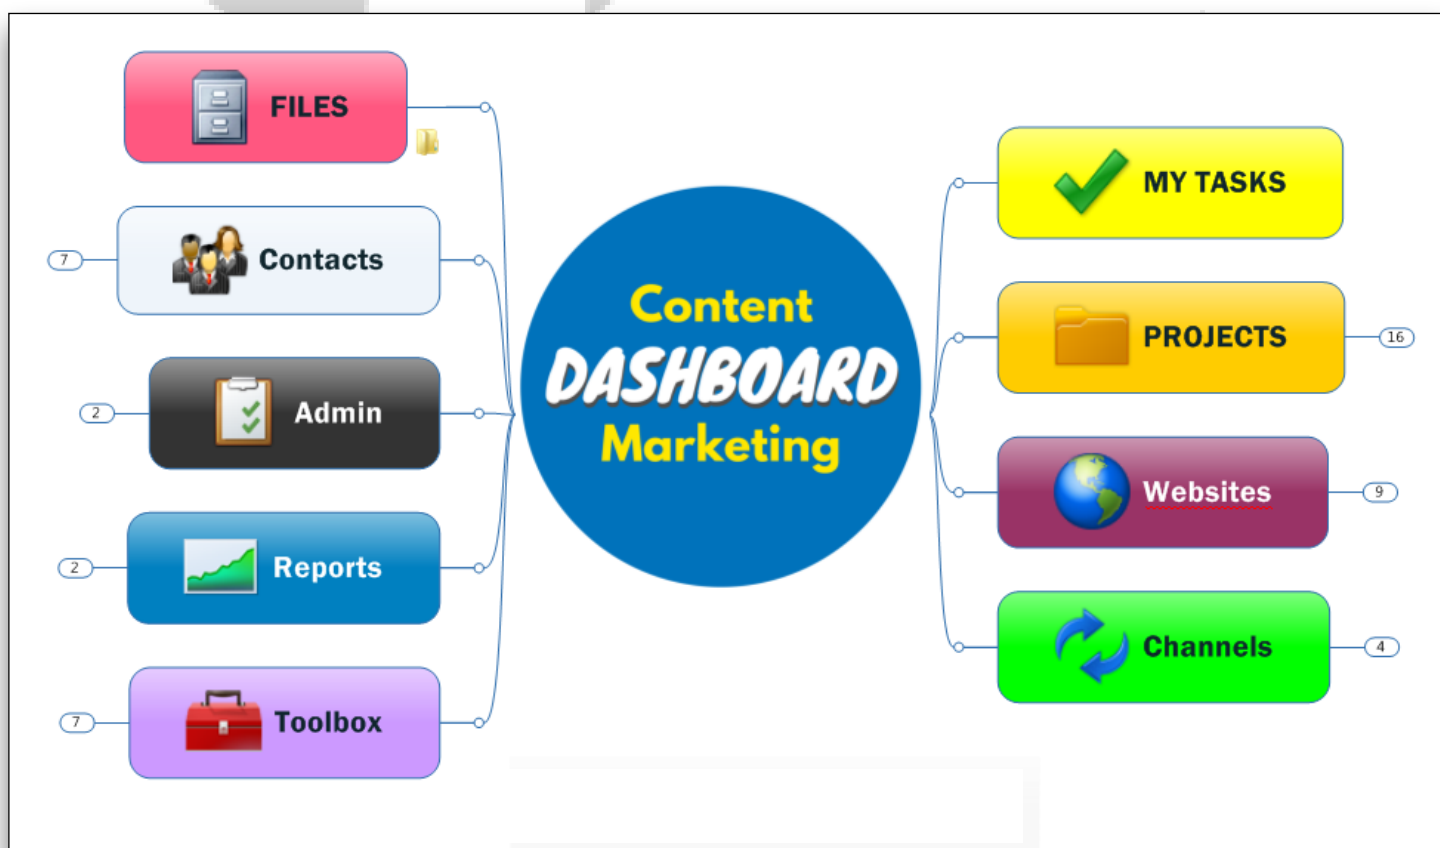 FILES
7
Contacts
2
Admin
2
Reports
7
Toolbox
Content
DASHBOARD
Marketing
MY TASKS
PROJECTS
16
Websites
9
Channels
4